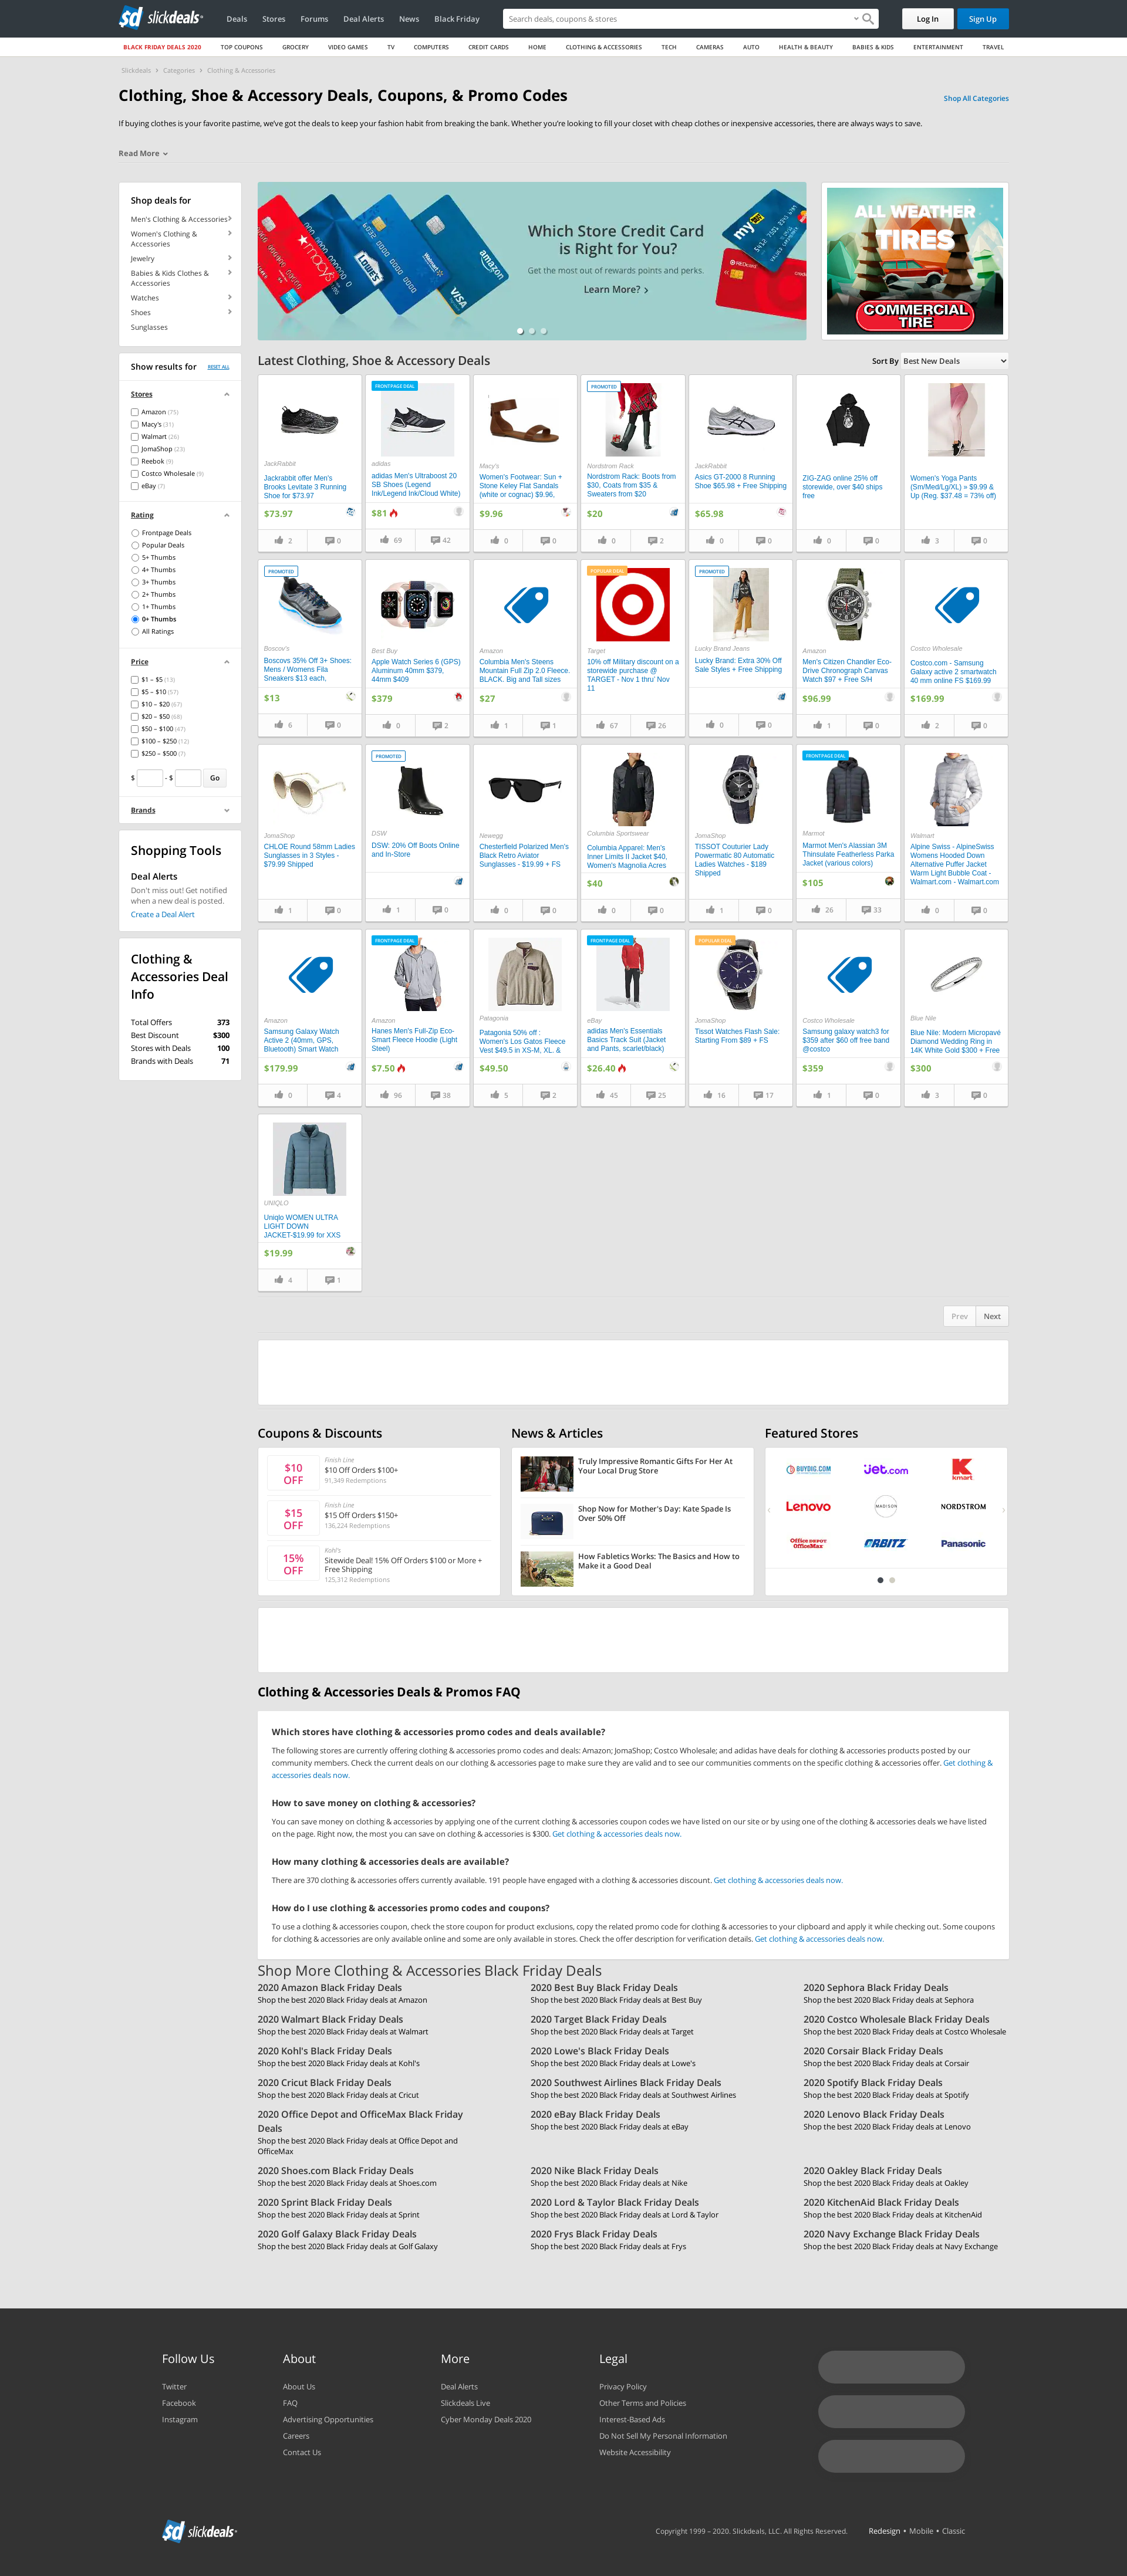 sd slickdeals
Deals
Stores
Forums
Deal Alerts
News
Black Friday
Search deals, coupons & stores
Log In
Sign Up
BLACK FRIDAY DEALS 2020
TOP COUPONS
GROCERY
VIDEO GAMES
TV
COMPUTERS
CREDIT CARDS
HOME
CLOTHING & ACCESSORIES
TECH
CAMERAS
AUTO
HEALTH & BEAUTY
BABIES & KIDS
ENTERTAINMENT
TRAVEL
Slickdeals › Categories › Clothing & Accessories
Clothing, Shoe & Accessory Deals, Coupons, & Promo Codes
Shop All Categories
If buying clothes is your favorite pastime, we've got the deals to keep your fashion habit from breaking the bank. Whether you're looking to fill your closet with cheap clothes or inexpensive accessories, there are always ways to save.
Read More
Shop deals for
Men's Clothing & Accessories
Women's Clothing &
Accessories
Jewelry
Babies & Kids Clothes &
Accessories
Watches
Shoes
Sunglasses
Show results for
RESET ALL
Stores
Amazon (75)
Macy's (31)
Walmart (26)
JomaShop (23)
Reebok (9)
Costco Wholesale (9)
eBay (7)
Rating
Frontpage Deals
Popular Deals
5+ Thumbs
4+ Thumbs
3+ Thumbs
2+ Thumbs
1+ Thumbs
0+ Thumbs
All Ratings
Price
$1 – $5 (13)
$5 – $10 (57)
$10 – $20 (67)
$20 – $50 (68)
$50 – $100 (47)
$100 – $250 (12)
$250 – $500 (7)
$ - $ Go
Brands
Shopping Tools
Deal Alerts
Don't miss out! Get notified
when a new deal is posted.
Create a Deal Alert
Clothing &
Accessories Deal
Info
Total Offers 373
Best Discount $300
Stores with Deals 100
Brands with Deals 71
macy's
LOWE'S
Walmart
VISA
Which Store Credit Card
is Right for You?
Get the most out of rewards points and perks.
Learn More?
my BEST BUY
REDcard
ALL WEATHER
TIRES
COMMERCIAL
TIRE
Latest Clothing, Shoe & Accessory Deals
Sort By Best New Deals
JackRabbit
Jackrabbit offer Men's
Brooks Levitate 3 Running
Shoe for $73.97
$73.97
2 0
FRONTPAGE DEAL
adidas
adidas Men's Ultraboost 20
SB Shoes (Legend
Ink/Legend Ink/Cloud White)
$81
69 42
Macy's
Women's Footwear: Sun +
Stone Keley Flat Sandals
(white or cognac) $9.96,
$9.96
0 0
PROMOTED
Nordstrom Rack
Nordstrom Rack: Boots from
$30, Coats from $35 &
Sweaters from $20
$20
0 2
JackRabbit
Asics GT-2000 8 Running
Shoe $65.98 + Free Shipping
$65.98
0 0
ZIG-ZAG online 25% off
storewide, over $40 ships
free
0 0
Women's Yoga Pants
(Sm/Med/Lg/XL) » $9.99 &
Up (Reg. $37.48 = 73% off)
3 0
PROMOTED
Boscov's
Boscovs 35% Off 3+ Shoes:
Mens / Womens Fila
Sneakers $13 each,
$13
6 0
Best Buy
Apple Watch Series 6 (GPS)
Aluminum 40mm $379,
44mm $409
$379
0 2
Amazon
Columbia Men's Steens
Mountain Full Zip 2.0 Fleece.
BLACK. Big and Tall sizes
$27
1 1
POPULAR DEAL
Target
10% off Military discount on a
storewide purchase @
TARGET - Nov 1 thru' Nov
11
67 26
PROMOTED
Lucky Brand Jeans
Lucky Brand: Extra 30% Off
Sale Styles + Free Shipping
0 0
Amazon
Men's Citizen Chandler Eco-
Drive Chronograph Canvas
Watch $97 + Free S/H
$96.99
1 0
Costco Wholesale
Costco.com - Samsung
Galaxy active 2 smartwatch
40 mm online FS $169.99
$169.99
2 0
JomaShop
CHLOE Round 58mm Ladies
Sunglasses in 3 Styles -
$79.99 Shipped
1 0
PROMOTED
DSW
DSW: 20% Off Boots Online
and In-Store
1 0
Newegg
Chesterfield Polarized Men's
Black Retro Aviator
Sunglasses - $19.99 + FS
0 0
Columbia Sportswear
Columbia Apparel: Men's
Inner Limits II Jacket $40,
Women's Magnolia Acres
$40
0 0
JomaShop
TISSOT Couturier Lady
Powermatic 80 Automatic
Ladies Watches - $189
Shipped
1 0
FRONTPAGE DEAL
Marmot
Marmot Men's Alassian 3M
Thinsulate Featherless Parka
Jacket (various colors)
$105
26 33
Walmart
Alpine Swiss - AlpineSwiss
Womens Hooded Down
Alternative Puffer Jacket
Warm Light Bubble Coat -
Walmart.com - Walmart.com
0 0
Amazon
Samsung Galaxy Watch
Active 2 (40mm, GPS,
Bluetooth) Smart Watch
$179.99
0 4
FRONTPAGE DEAL
Amazon
Hanes Men's Full-Zip Eco-
Smart Fleece Hoodie (Light
Steel)
$7.50
96 38
Patagonia
Patagonia 50% off :
Women's Los Gatos Fleece
Vest $49.5 in XS-M, XL, &
$49.50
5 2
FRONTPAGE DEAL
eBay
adidas Men's Essentials
Basics Track Suit (Jacket
and Pants, scarlet/black)
$26.40
45 25
POPULAR DEAL
JomaShop
Tissot Watches Flash Sale:
Starting From $89 + FS
16 17
Costco Wholesale
Samsung galaxy watch3 for
$359 after $60 off free band
@costco
$359
1 0
Blue Nile
Blue Nile: Modern Micropavé
Diamond Wedding Ring in
14K White Gold $300 + Free
$300
3 0
UNIQLO
Uniqlo WOMEN ULTRA
LIGHT DOWN
JACKET-$19.99 for XXS
$19.99
4 1
Prev
Next
Coupons & Discounts
$10
OFF
Finish Line
$10 Off Orders $100+
91,349 Redemptions
$15
OFF
Finish Line
$15 Off Orders $150+
136,224 Redemptions
15%
OFF
Kohl's
Sitewide Deal! 15% Off Orders $100 or More +
Free Shipping
125,312 Redemptions
News & Articles
Truly Impressive Romantic Gifts For Her At
Your Local Drug Store
Shop Now for Mother's Day: Kate Spade Is
Over 50% Off
How Fabletics Works: The Basics and How to
Make it a Good Deal
Featured Stores
BUYDIG.COM
jet.com
kmart
Lenovo
MADISON
NORDSTROM
Office DEPOT
OfficeMax
ORBITZ
Panasonic
Clothing & Accessories Deals & Promos FAQ
Which stores have clothing & accessories promo codes and deals available?
The following stores are currently offering clothing & accessories promo codes and deals: Amazon; JomaShop; Costco Wholesale; and adidas have deals for clothing & accessories products posted by our
community members. Check the current deals on our clothing & accessories page to make sure they are valid and to see our communities comments on the specific clothing & accessories offer. Get clothing &
accessories deals now.
How to save money on clothing & accessories?
You can save money on clothing & accessories by applying one of the current clothing & accessories coupon codes we have listed on our site or by using one of the clothing & accessories deals we have listed
on the page. Right now, the most you can save on clothing & accessories is $300. Get clothing & accessories deals now.
How many clothing & accessories deals are available?
There are 370 clothing & accessories offers currently available. 191 people have engaged with a clothing & accessories discount. Get clothing & accessories deals now.
How do I use clothing & accessories promo codes and coupons?
To use a clothing & accessories coupon, check the store coupon for product exclusions, copy the related promo code for clothing & accessories to your clipboard and apply it while checking out. Some coupons
for clothing & accessories are only available online and some are only available in stores. Check the offer description for verification details. Get clothing & accessories deals now.
Shop More Clothing & Accessories Black Friday Deals
2020 Amazon Black Friday Deals
Shop the best 2020 Black Friday deals at Amazon
2020 Best Buy Black Friday Deals
Shop the best 2020 Black Friday deals at Best Buy
2020 Sephora Black Friday Deals
Shop the best 2020 Black Friday deals at Sephora
2020 Walmart Black Friday Deals
Shop the best 2020 Black Friday deals at Walmart
2020 Target Black Friday Deals
Shop the best 2020 Black Friday deals at Target
2020 Costco Wholesale Black Friday Deals
Shop the best 2020 Black Friday deals at Costco Wholesale
2020 Kohl's Black Friday Deals
Shop the best 2020 Black Friday deals at Kohl's
2020 Lowe's Black Friday Deals
Shop the best 2020 Black Friday deals at Lowe's
2020 Corsair Black Friday Deals
Shop the best 2020 Black Friday deals at Corsair
2020 Cricut Black Friday Deals
Shop the best 2020 Black Friday deals at Cricut
2020 Southwest Airlines Black Friday Deals
Shop the best 2020 Black Friday deals at Southwest Airlines
2020 Spotify Black Friday Deals
Shop the best 2020 Black Friday deals at Spotify
2020 Office Depot and OfficeMax Black Friday
Deals
Shop the best 2020 Black Friday deals at Office Depot and
OfficeMax
2020 eBay Black Friday Deals
Shop the best 2020 Black Friday deals at eBay
2020 Lenovo Black Friday Deals
Shop the best 2020 Black Friday deals at Lenovo
2020 Shoes.com Black Friday Deals
Shop the best 2020 Black Friday deals at Shoes.com
2020 Nike Black Friday Deals
Shop the best 2020 Black Friday deals at Nike
2020 Oakley Black Friday Deals
Shop the best 2020 Black Friday deals at Oakley
2020 Sprint Black Friday Deals
Shop the best 2020 Black Friday deals at Sprint
2020 Lord & Taylor Black Friday Deals
Shop the best 2020 Black Friday deals at Lord & Taylor
2020 KitchenAid Black Friday Deals
Shop the best 2020 Black Friday deals at KitchenAid
2020 Golf Galaxy Black Friday Deals
Shop the best 2020 Black Friday deals at Golf Galaxy
2020 Frys Black Friday Deals
Shop the best 2020 Black Friday deals at Frys
2020 Navy Exchange Black Friday Deals
Shop the best 2020 Black Friday deals at Navy Exchange
Follow Us
Twitter
Facebook
Instagram
About
About Us
FAQ
Advertising Opportunities
Careers
Contact Us
More
Deal Alerts
Slickdeals Live
Cyber Monday Deals 2020
Legal
Privacy Policy
Other Terms and Policies
Interest-Based Ads
Do Not Sell My Personal Information
Website Accessibility
sd slickdeals
Copyright 1999 – 2020. Slickdeals, LLC. All Rights Reserved.
Redesign • Mobile • Classic